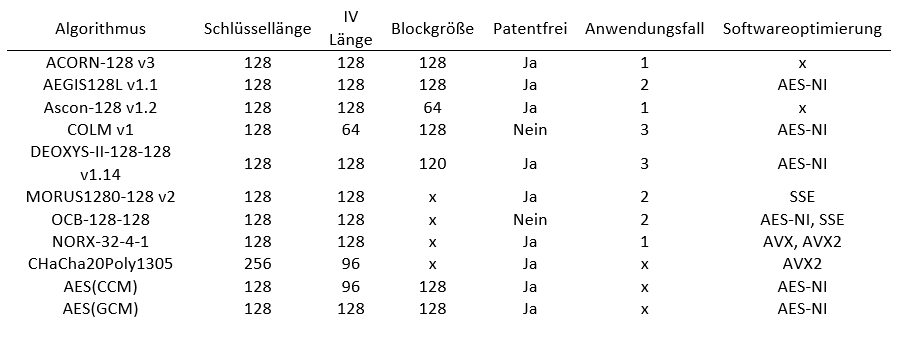 Algorithmus Schlüssellänge IV Länge Blockgröße Patentfrei Anwendungsfall Softwareoptimierung
ACORN-128 v3 128 128 128 Ja 1 x
AEGIS128L v1.1 128 128 128 Ja 2 AES-NI
Ascon-128 v1.2 128 128 64 Ja 1 x
COLM v1 128 64 128 Nein 3 AES-NI
DEOXYS-II-128-128 v1.14 128 128 120 Ja 3 AES-NI
MORUS1280-128 v2 128 128 x Ja 2 SSE
OCB-128-128 128 128 x Nein 2 AES-NI, SSE
NORX-32-4-1 128 128 x Ja 1 AVX, AVX2
CHaCha20Poly1305 256 96 x Ja x AVX2
AES(CCM) 128 96 128 Ja x AES-NI
AES(GCM) 128 128 128 Ja x AES-NI